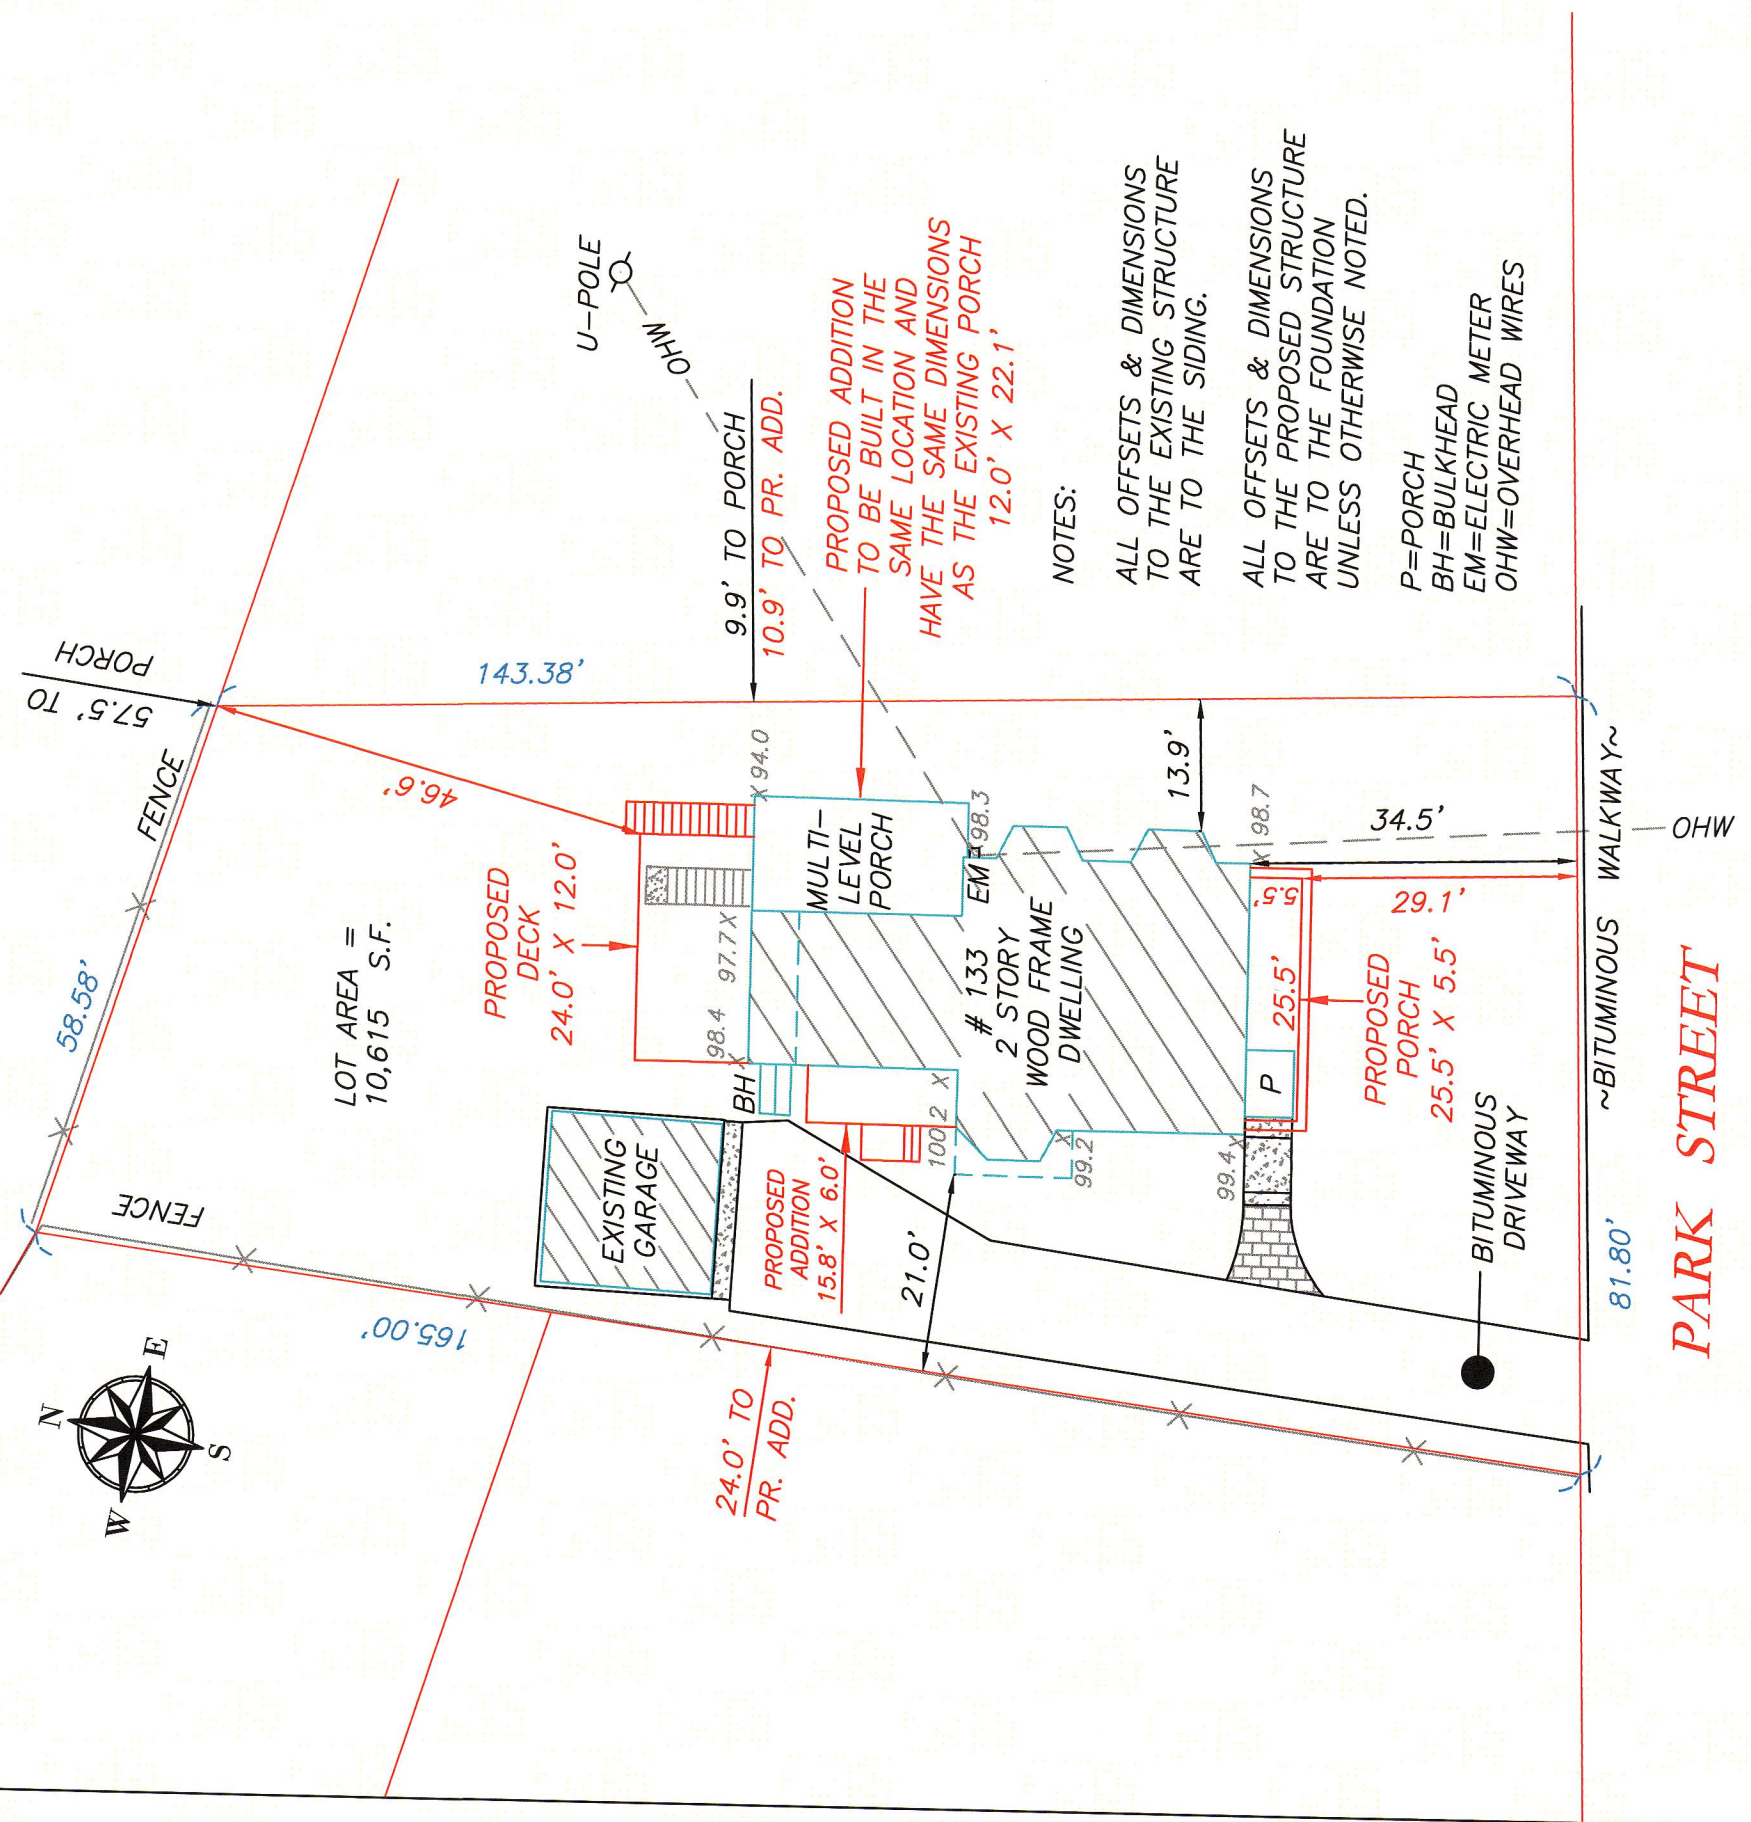 57.5' TO
PORCH
FENCE
58.58'
FENCE
N
E
S
W
165.00'
LOT AREA =
10,615 S.F.
143.38'
46.6'
U-POLE
OHW
9.9' TO PORCH
10.9' TO PR. ADD.
PROPOSED ADDITION
TO BE BUILT IN THE
SAME LOCATION AND
HAVE THE SAME DIMENSIONS
AS THE EXISTING PORCH
12.0' X 22.1'
PROPOSED
DECK
24.0' X 12.0'
94.0
97.7
98.4
BH
MULTI-
LEVEL
PORCH
EM
98.3
EXISTING
GARAGE
PROPOSED
ADDITION
15.8' X 6.0'
100.2
# 133
2 STORY
WOOD FRAME
DWELLING
99.2
99.4
98.7
13.9'
21.0'
24.0' TO
PR. ADD.
P
25.5'
5.5'
34.5'
29.1'
OHW
PROPOSED
PORCH
25.5' X 5.5'
BITUMINOUS
DRIVEWAY
NOTES:
ALL OFFSETS & DIMENSIONS
TO THE EXISTING STRUCTURE
ARE TO THE SIDING.
ALL OFFSETS & DIMENSIONS
TO THE PROPOSED STRUCTURE
ARE TO THE FOUNDATION
UNLESS OTHERWISE NOTED.
P=PORCH
BH=BULKHEAD
EM=ELECTRIC METER
OHW=OVERHEAD WIRES
~BITUMINOUS WALKWAY~
81.80'
PARK STREET